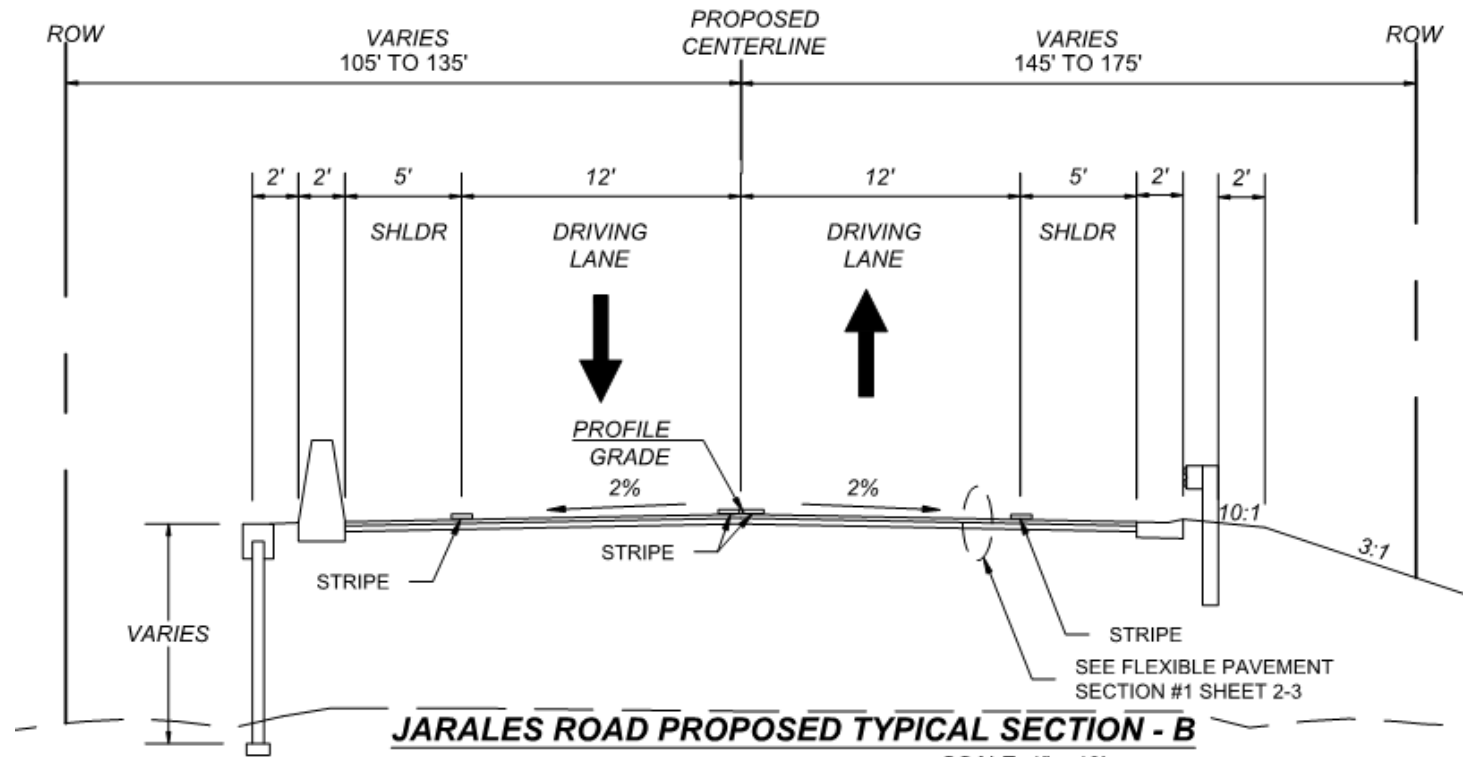 ROW
VARIES
105' TO 135'
PROPOSED
CENTERLINE
VARIES
145' TO 175'
ROW
2'
2'
5'
12'
12'
5'
2'
2'
SHLDR
DRIVING
LANE
DRIVING
LANE
SHLDR
PROFILE
GRADE
2%
2%
10:1
3:1
STRIPE
STRIPE
STRIPE
VARIES
SEE FLEXIBLE PAVEMENT
SECTION #1 SHEET 2-3
JARALES ROAD PROPOSED TYPICAL SECTION - B